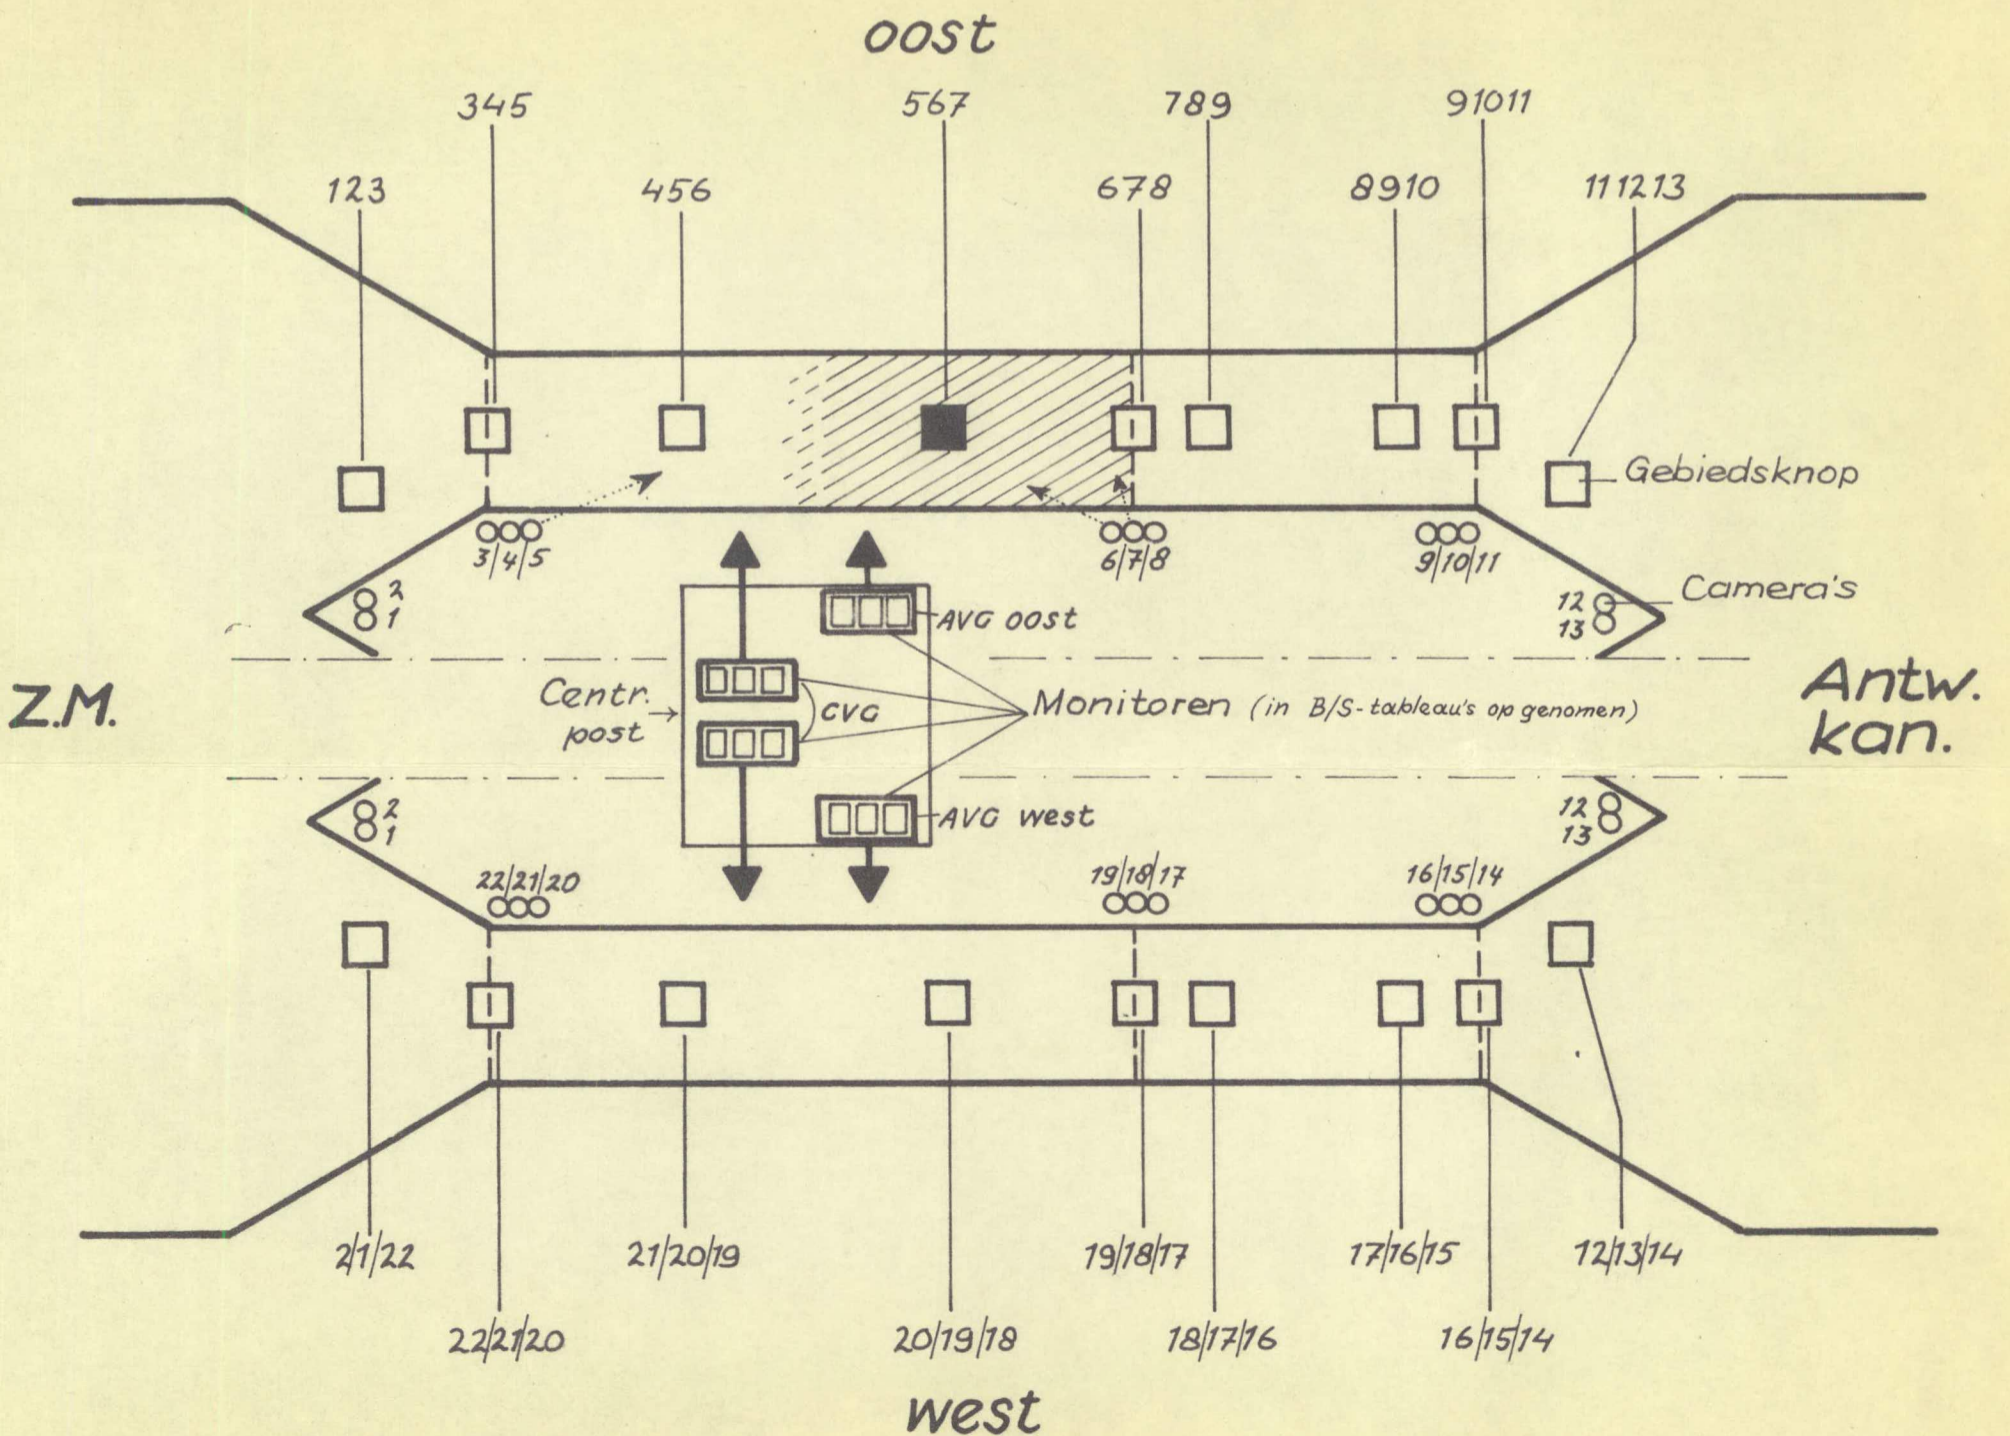 oost
345
567
789
91011
123
456
678
8910
111213
Gebiedsknop
3/4/5
6/7/8
9/10/11
2
1
12
13
Camera's
AVG oost
Z.M.
Centr.
post
CVG
Monitoren (in B/S-tableau's opgenomen)
Antw.
kan.
2
1
AVG west
12
13
22/21/20
19/18/17
16/15/14
2/1/22
21/20/19
19/18/17
17/16/15
12/13/14
22/21/20
20/19/18
18/17/16
16/15/14
west